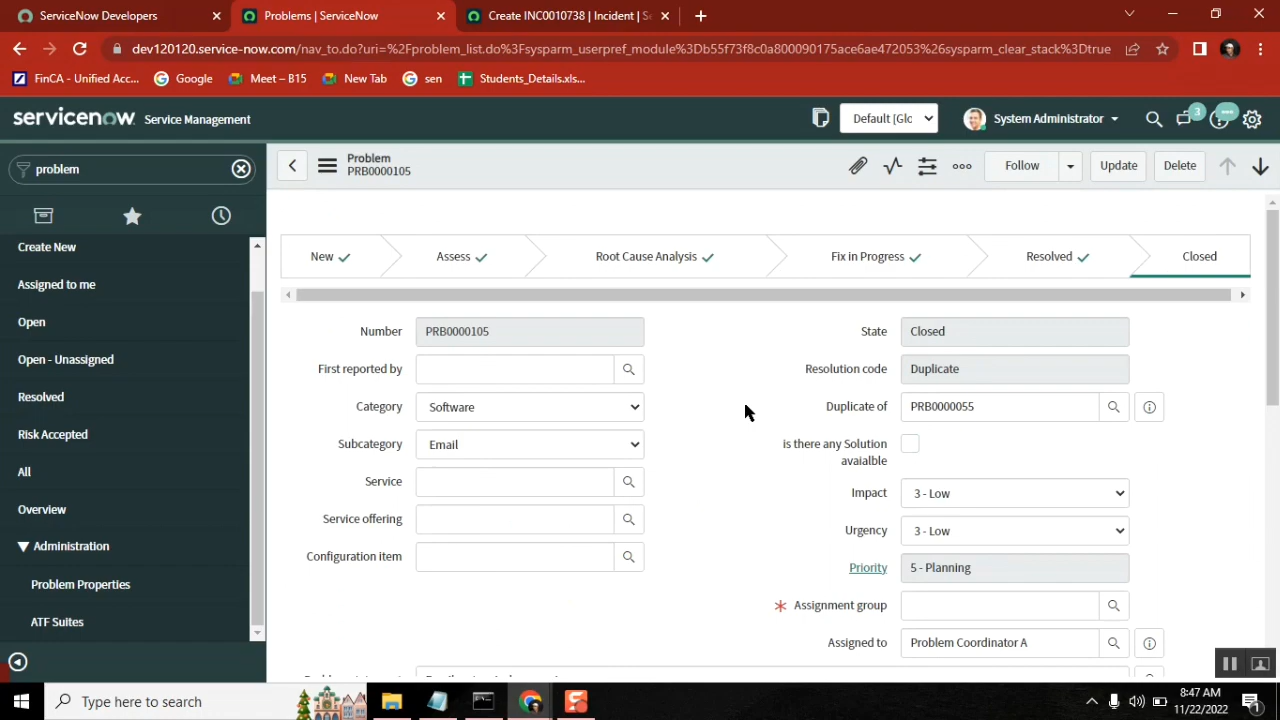 ServiceNow Developers
Problems | ServiceNow
Create INC0010738 | Incident | Se
dev120120.service-now.com/nav_to.do?uri=%2Fproblem_list.do%3Fsysparm_userpref_module%3Db55f73f8c0a800090175ace6ae472053%26sysparm_clear_stack%3Dtrue
FinCA - Unified Acc...
Google
Meet – B15
New Tab
sen
Students_Details.xls...
servicenow Service Management
Default [Glc
System Administrator
3
problem
Problem
PRB0000105
Follow
Update
Delete
Create New
Assigned to me
Open
Open - Unassigned
Resolved
Risk Accepted
All
Overview
Administration
Problem Properties
ATF Suites
New
Assess
Root Cause Analysis
Fix in Progress
Resolved
Closed
Number PRB0000105
First reported by
Category Software
Subcategory Email
Service
Service offering
Configuration item
State Closed
Resolution code Duplicate
Duplicate of PRB0000055
is there any Solution
avaialble
Impact 3 - Low
Urgency 3 - Low
Priority 5 - Planning
Assignment group
Assigned to Problem Coordinator A
Type here to search
8:47 AM
11/22/2022
1